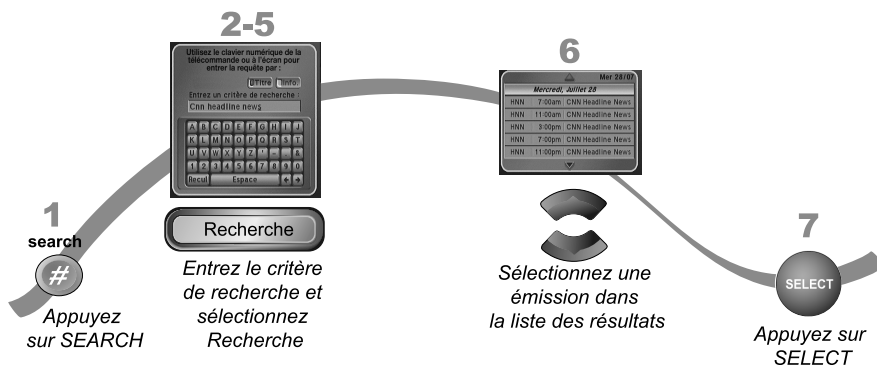 1
search
#
Appuyez
sur SEARCH
2-5
Utilisez le clavier numérique de la
télécommande ou à l'écran pour
entrer la requête par :
Titre Info.
Entrez un critère de recherche :
Cnn headline news
A B C D E F G H I J
K L M N O P Q R S T
U V W X Y Z ' - . &
1 2 3 4 5 6 7 8 9 0
Recul Espace
Recherche
Entrez le critère
de recherche et
sélectionnez
Recherche
6
Mer 28/07
Mercredi, Juillet 28
HNN 7:00am CNN Headline News
HNN 11:00am CNN Headline News
HNN 3:00pm CNN Headline News
HNN 7:00pm CNN Headline News
HNN 11:00pm CNN Headline News
Sélectionnez une
émission dans
la liste des résultats
7
SELECT
Appuyez sur
SELECT